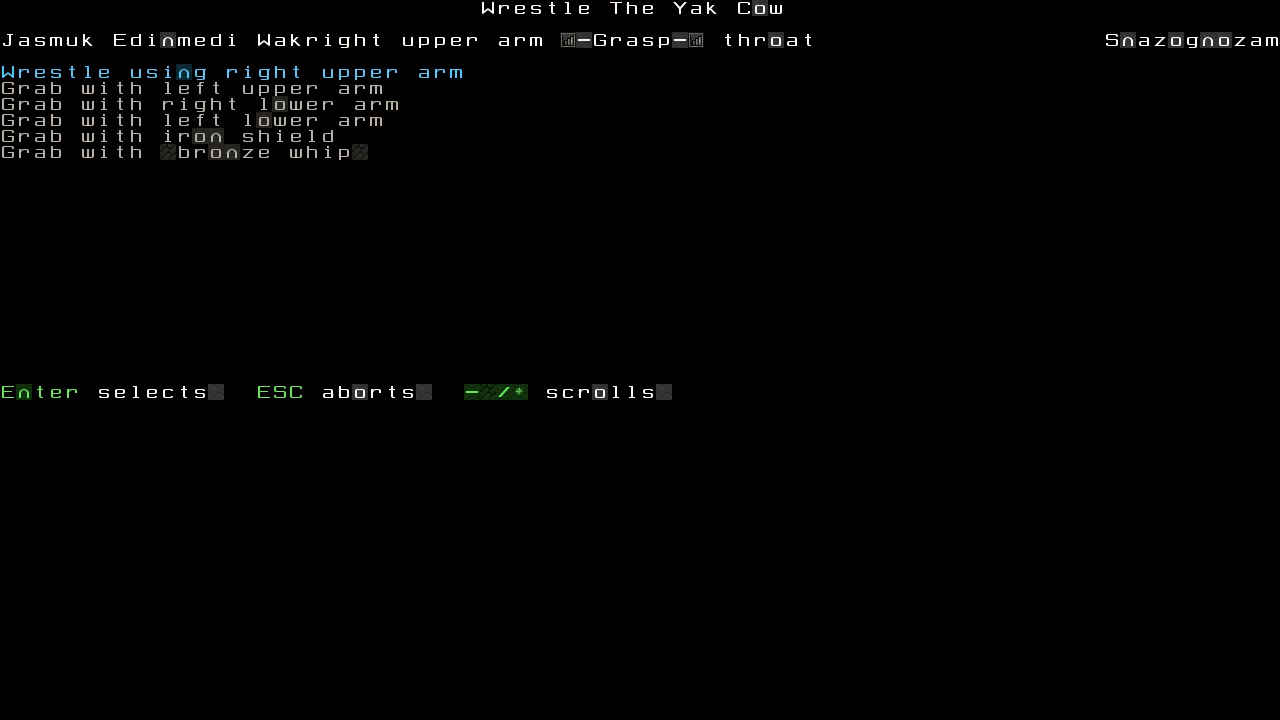 Wrestle The Yak Cow
Jasmuk Edinmedi Wakright upper arm -Grasp- throat Snazognozam
Wrestle using right upper arm
Grab with left upper arm
Grab with right lower arm
Grab with left lower arm
Grab with iron shield
Grab with bronze whip
Enter selects ESC aborts -/* scrolls